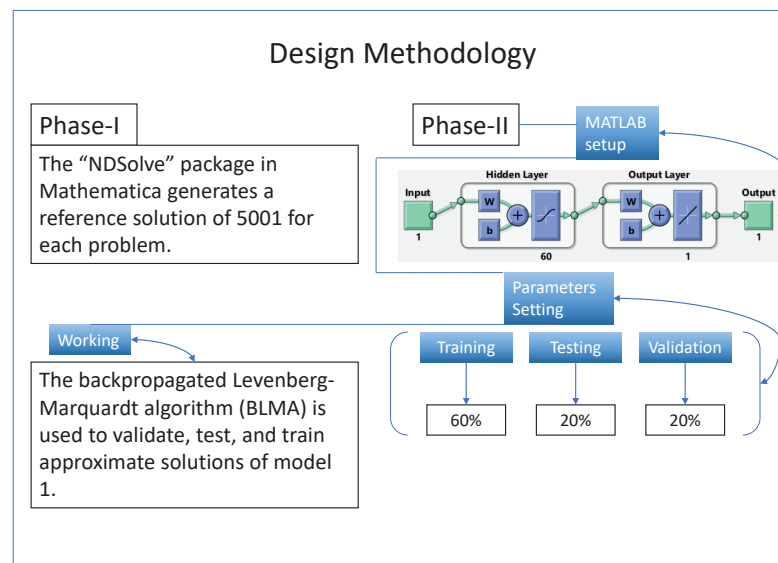 Design Methodology
Phase-I
The “NDSolve” package in
Mathematica generates a
reference solution of 5001 for
each problem.
Phase-II
MATLAB
setup
Hidden Layer
Output Layer
Input
W
b
+
W
b
+
Output
1
60
1
1
Parameters
Setting
Training
Testing
Validation
60%
20%
20%
Working
The backpropagated Levenberg-
Marquardt algorithm (BLMA) is
used to validate, test, and train
approximate solutions of model
1.